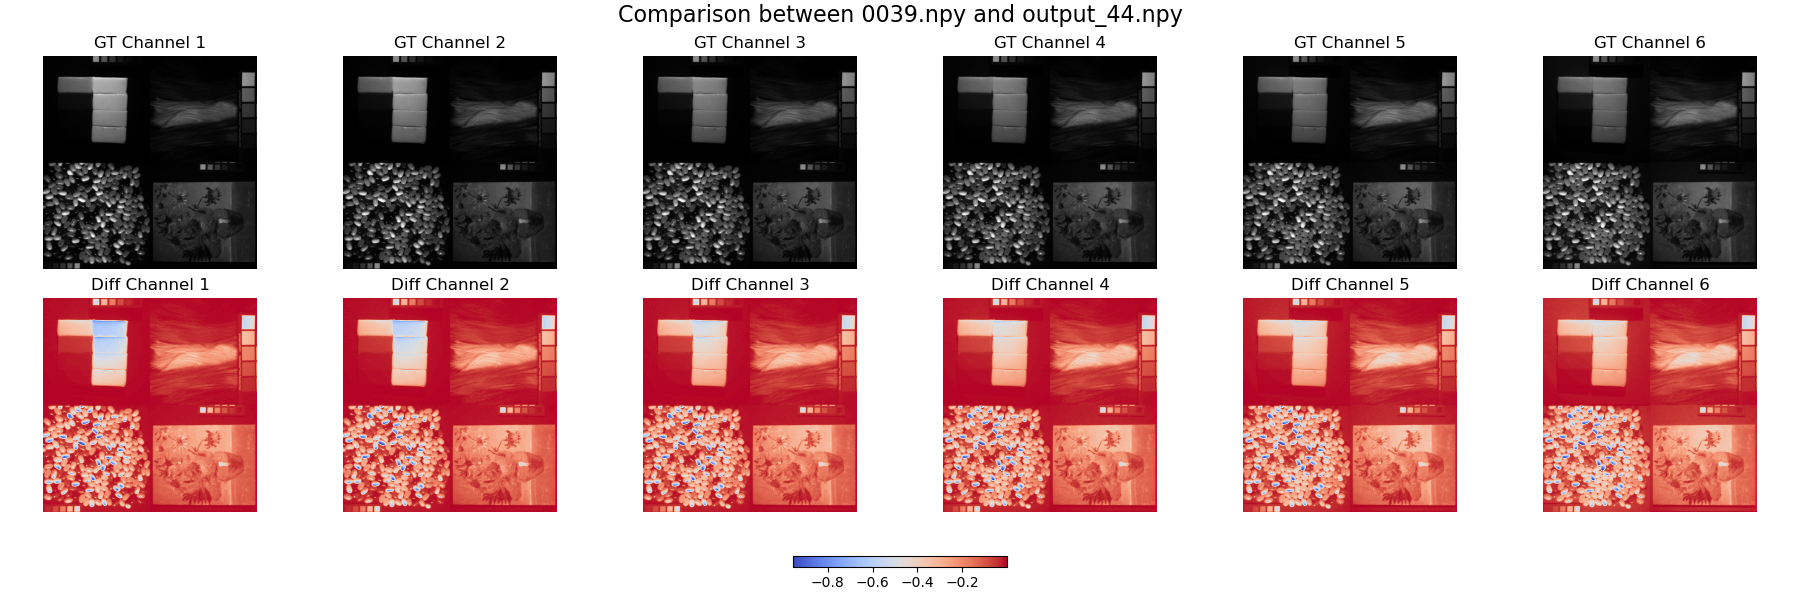 Comparison between 0039.npy and output_44.npy
GT Channel 1
GT Channel 2
GT Channel 3
GT Channel 4
GT Channel 5
GT Channel 6
Diff Channel 1
Diff Channel 2
Diff Channel 3
Diff Channel 4
Diff Channel 5
Diff Channel 6
−0.8 −0.6 −0.4 −0.2